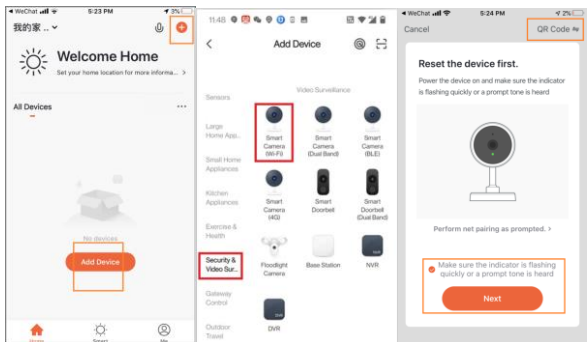 WeChat 5:23 PM 3%
我的家 ..
Welcome Home
Set your home location for more informa... >
All Devices
No devices
Add Device
Home
Smart
Me
11:48
Add Device
Video Surveillance
Sensors
Large
Home App..
Small Home
Appliances
Kitchen
Appliances
Exercise &
Health
Security &
Video Sur..
Gateway
Control
Outdoor
Travel
Smart
Camera
(Wi-Fi)
Smart
Camera
(Dual Band)
Smart
Camera
(BLE)
Smart
Camera
(4G)
Smart
Doorbell
Smart
Doorbell
(Dual Band)
Floodlight
Camera
Base Station
NVR
DVR
WeChat 5:24 PM 2%
Cancel
QR Code
Reset the device first.
Power the device on and make sure the indicator
is flashing quickly or a prompt tone is heard
Perform net pairing as prompted. >
Make sure the indicator is flashing
quickly or a prompt tone is heard
Next